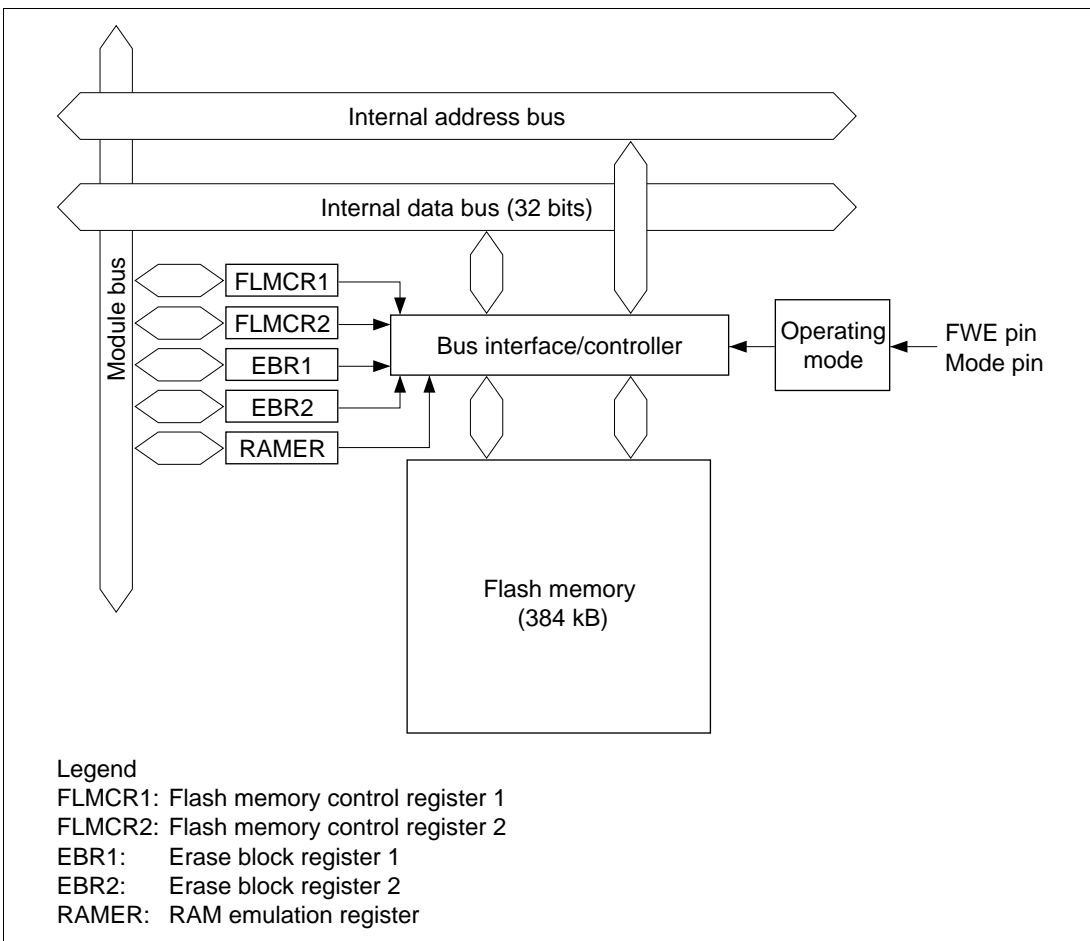 Internal address bus
Internal data bus (32 bits)
Module bus
FLMCR1
FLMCR2
EBR1
EBR2
RAMER
Bus interface/controller
Operating
mode
FWE pin
Mode pin
Flash memory
(384 kB)
Legend
FLMCR1: Flash memory control register 1
FLMCR2: Flash memory control register 2
EBR1: Erase block register 1
EBR2: Erase block register 2
RAMER: RAM emulation register